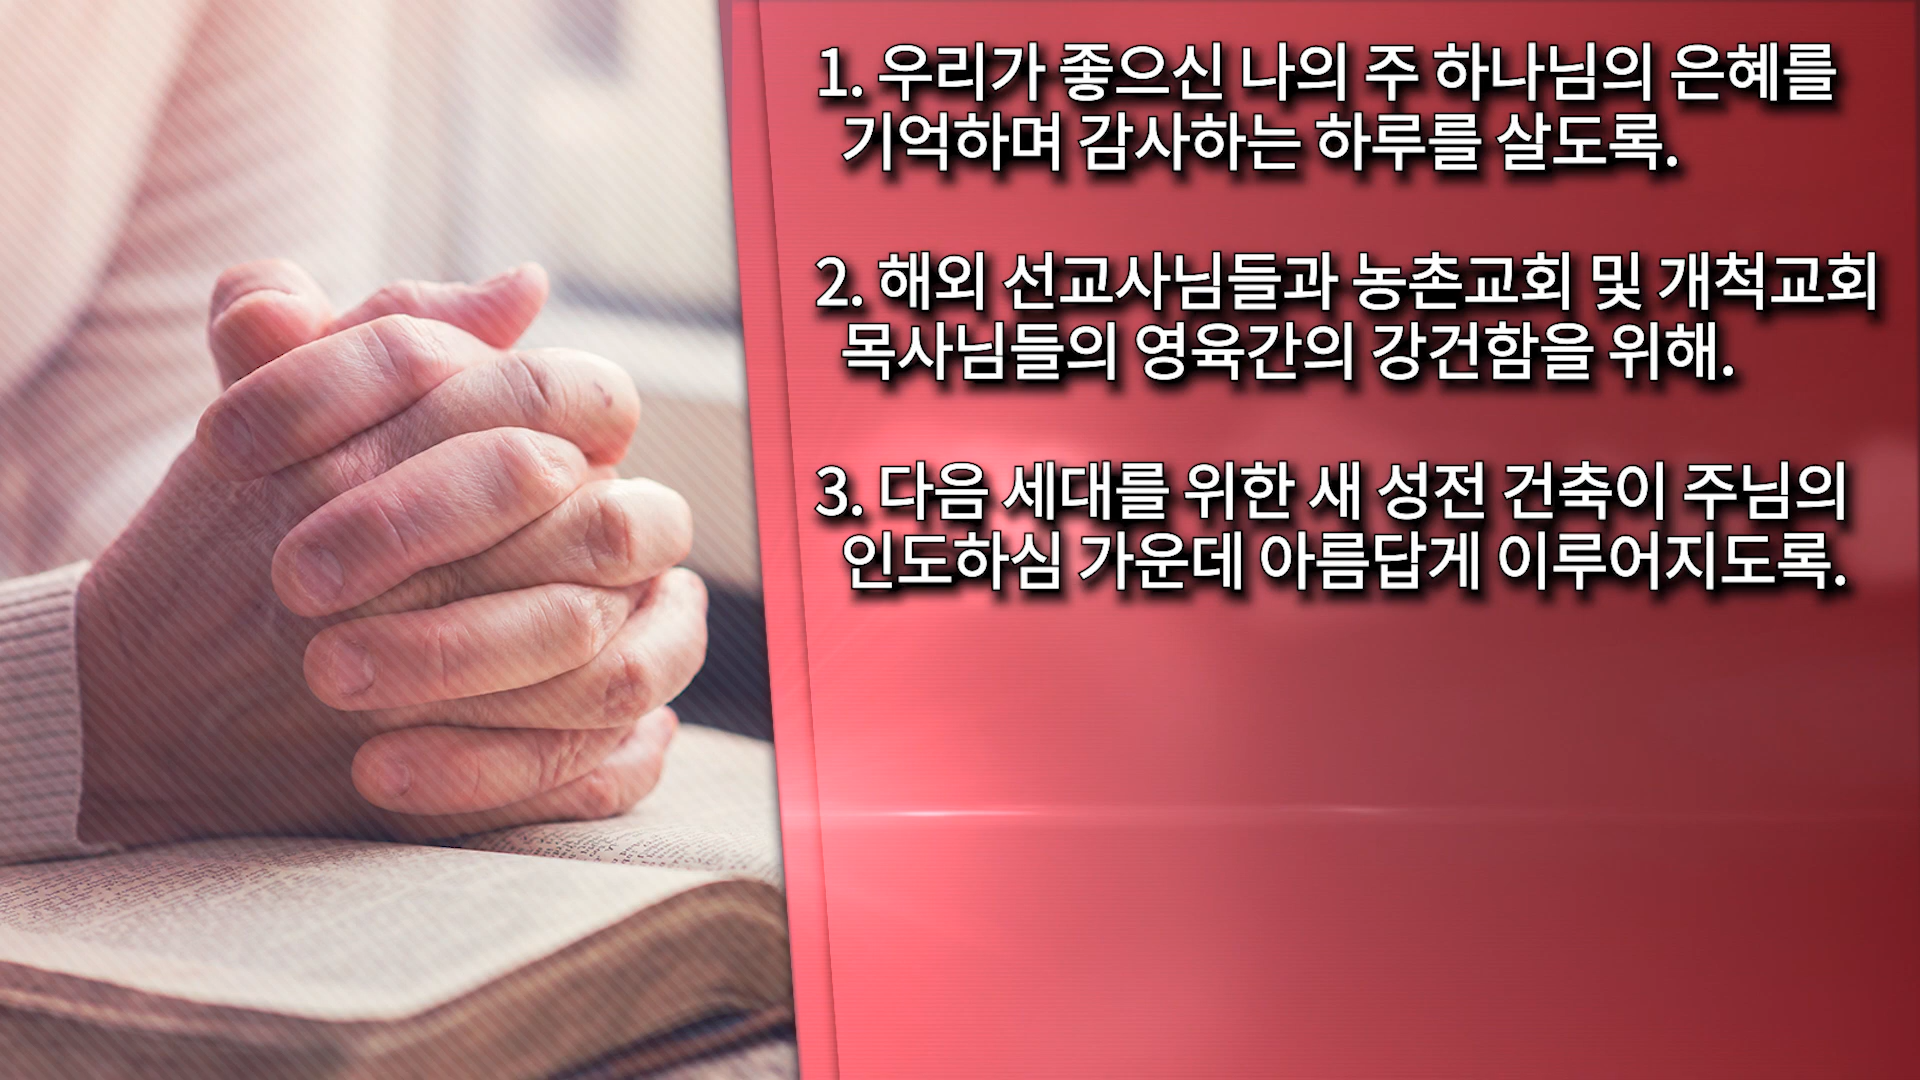 1. 우리가 좋으신 나의 주 하나님의 은혜를
기억하며 감사하는 하루를 살도록.
2. 해외 선교사님들과 농촌교회 및 개척교회
목사님들의 영육간의 강건함을 위해.
3. 다음 세대를 위한 새 성전 건축이 주님의
인도하심 가운데 아름답게 이루어지도록.